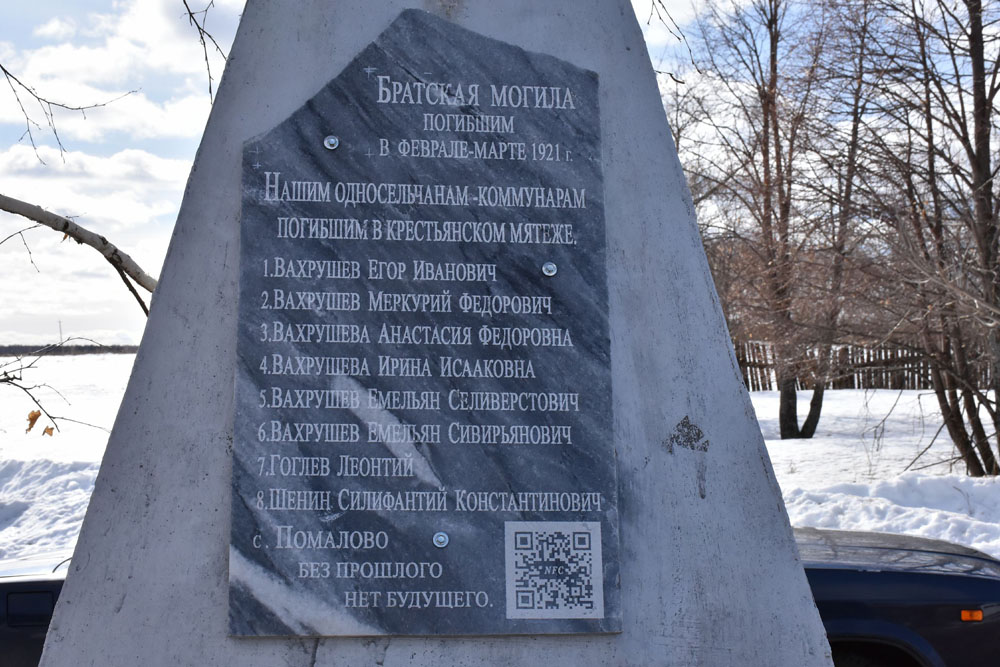 Братская могила
погибшим
в феврале-марте 1921 г.
Нашим односельчанам-коммунарам
погибшим в крестьянском мятеже.
1.Вахрушев Егор Иванович
2.Вахрушев Меркурий Федорович
3.Вахрушева Анастасия Федоровна
4.Вахрушева Ирина Исааковна
5.Вахрушев Емельян Селиверстович
6.Вахрушев Емельян Сивирьянович
7.Гоглев Леонтий
8.Шенин Силифантий Константинович
с. Помалово
без прошлого
нет будущего.
NFC